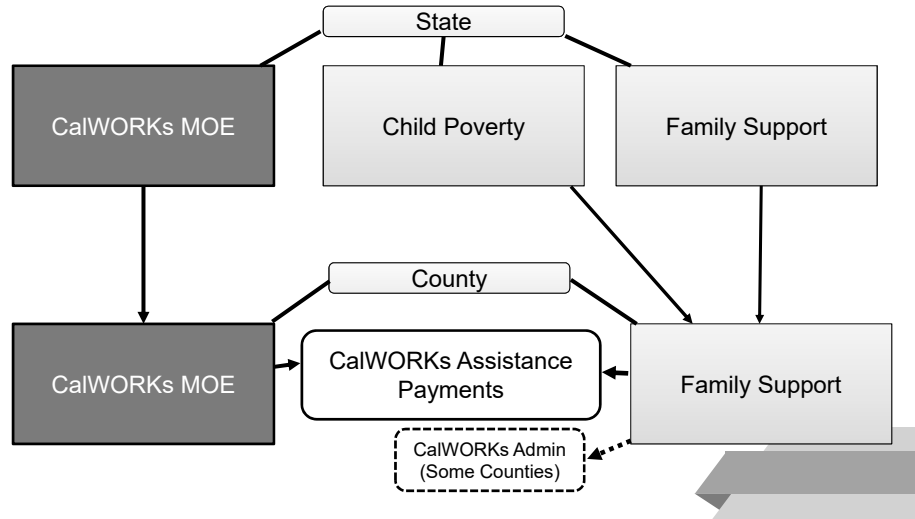 State
CalWORKs MOE
Child Poverty
Family Support
County
CalWORKs MOE
CalWORKs Assistance
Payments
Family Support
CalWORKs Admin
(Some Counties)